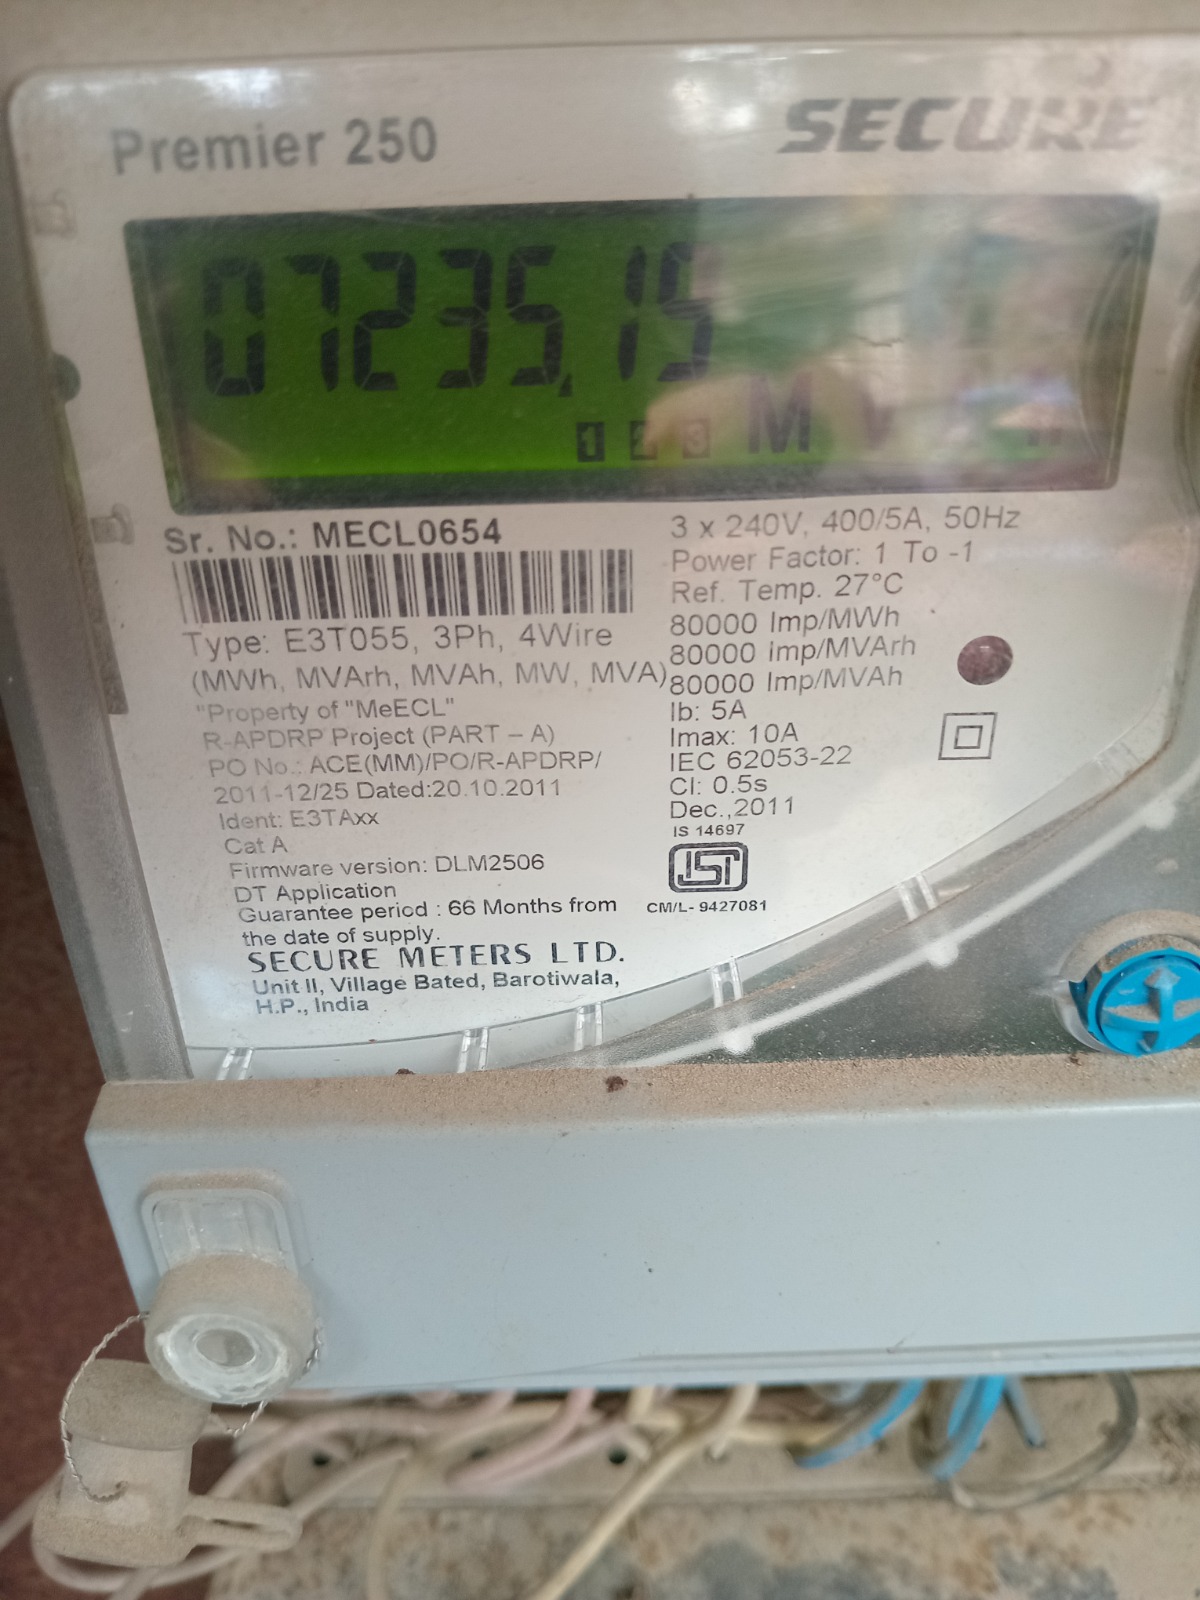 Premier 250
SECURE
07235.15
1 2 3 M V h
Sr. No.: MECL0654
Type: E3T055, 3Ph, 4Wire
(MWh, MVArh, MVAh, MW, MVA)
"Property of "MeECL"
R-APDRP Project (PART – A)
PO No.: ACE(MM)/PO/R-APDRP/
2011-12/25 Dated:20.10.2011
Ident: E3TAxx
Cat A
Firmware version: DLM2506
DT Application
Guarantee period : 66 Months from
the date of supply.
SECURE METERS LTD.
Unit II, Village Bated, Barotiwala,
H.P., India
3 x 240V, 400/5A, 50Hz
Power Factor: 1 To -1
Ref. Temp. 27°C
80000 Imp/MWh
80000 Imp/MVArh
80000 Imp/MVAh
Ib: 5A
Imax: 10A
IEC 62053-22
Cl: 0.5s
Dec.,2011
IS 14697
CM/L- 9427081